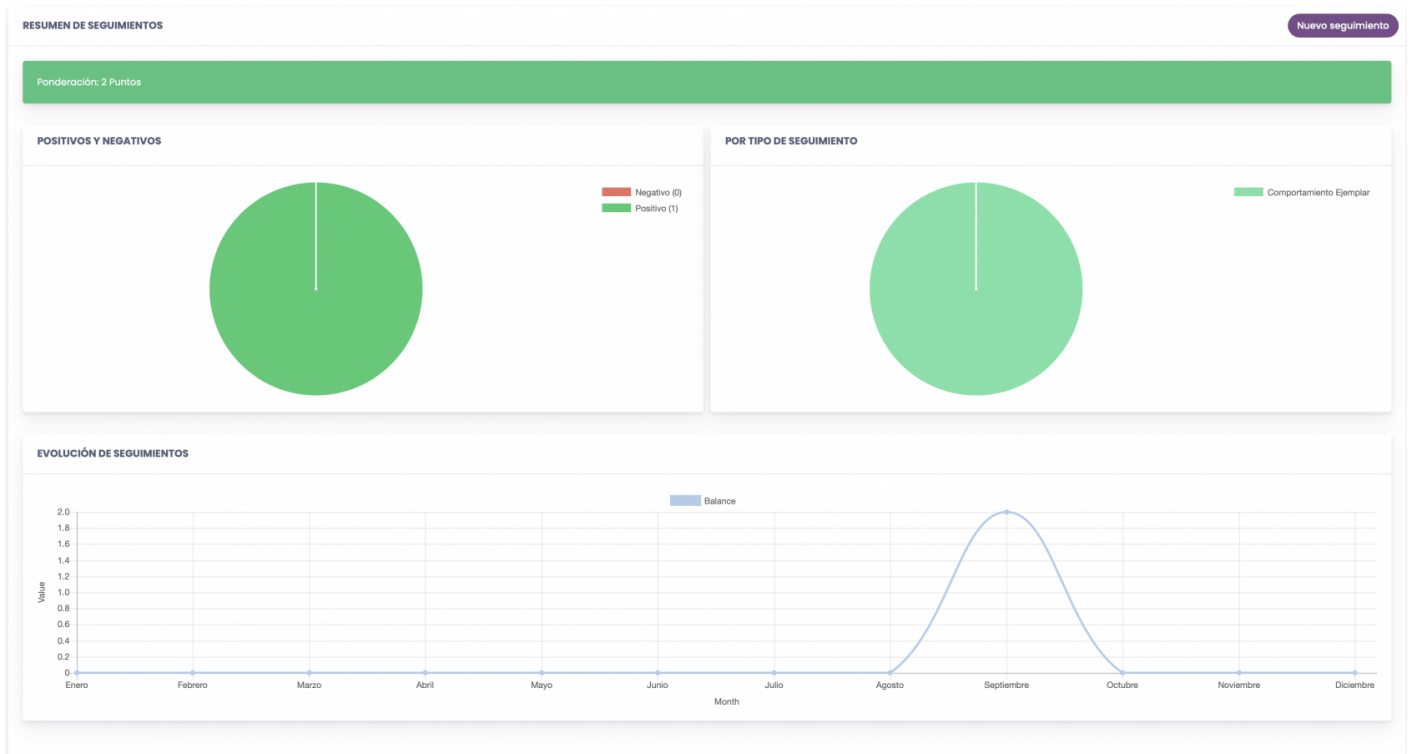 RESUMEN DE SEGUIMIENTOS
Nuevo seguimiento
Ponderación: 2 Puntos
POSITIVOS Y NEGATIVOS
Negativo (0)
Positivo (1)
POR TIPO DE SEGUIMIENTO
Comportamiento Ejemplar
EVOLUCIÓN DE SEGUIMIENTOS
Balance
2.0
1.8
1.6
1.4
1.2
1.0
0.8
0.6
0.4
0.2
0
Value
Enero Febrero Marzo Abril Mayo Junio Julio Agosto Septiembre Octubre Noviembre Diciembre
Month